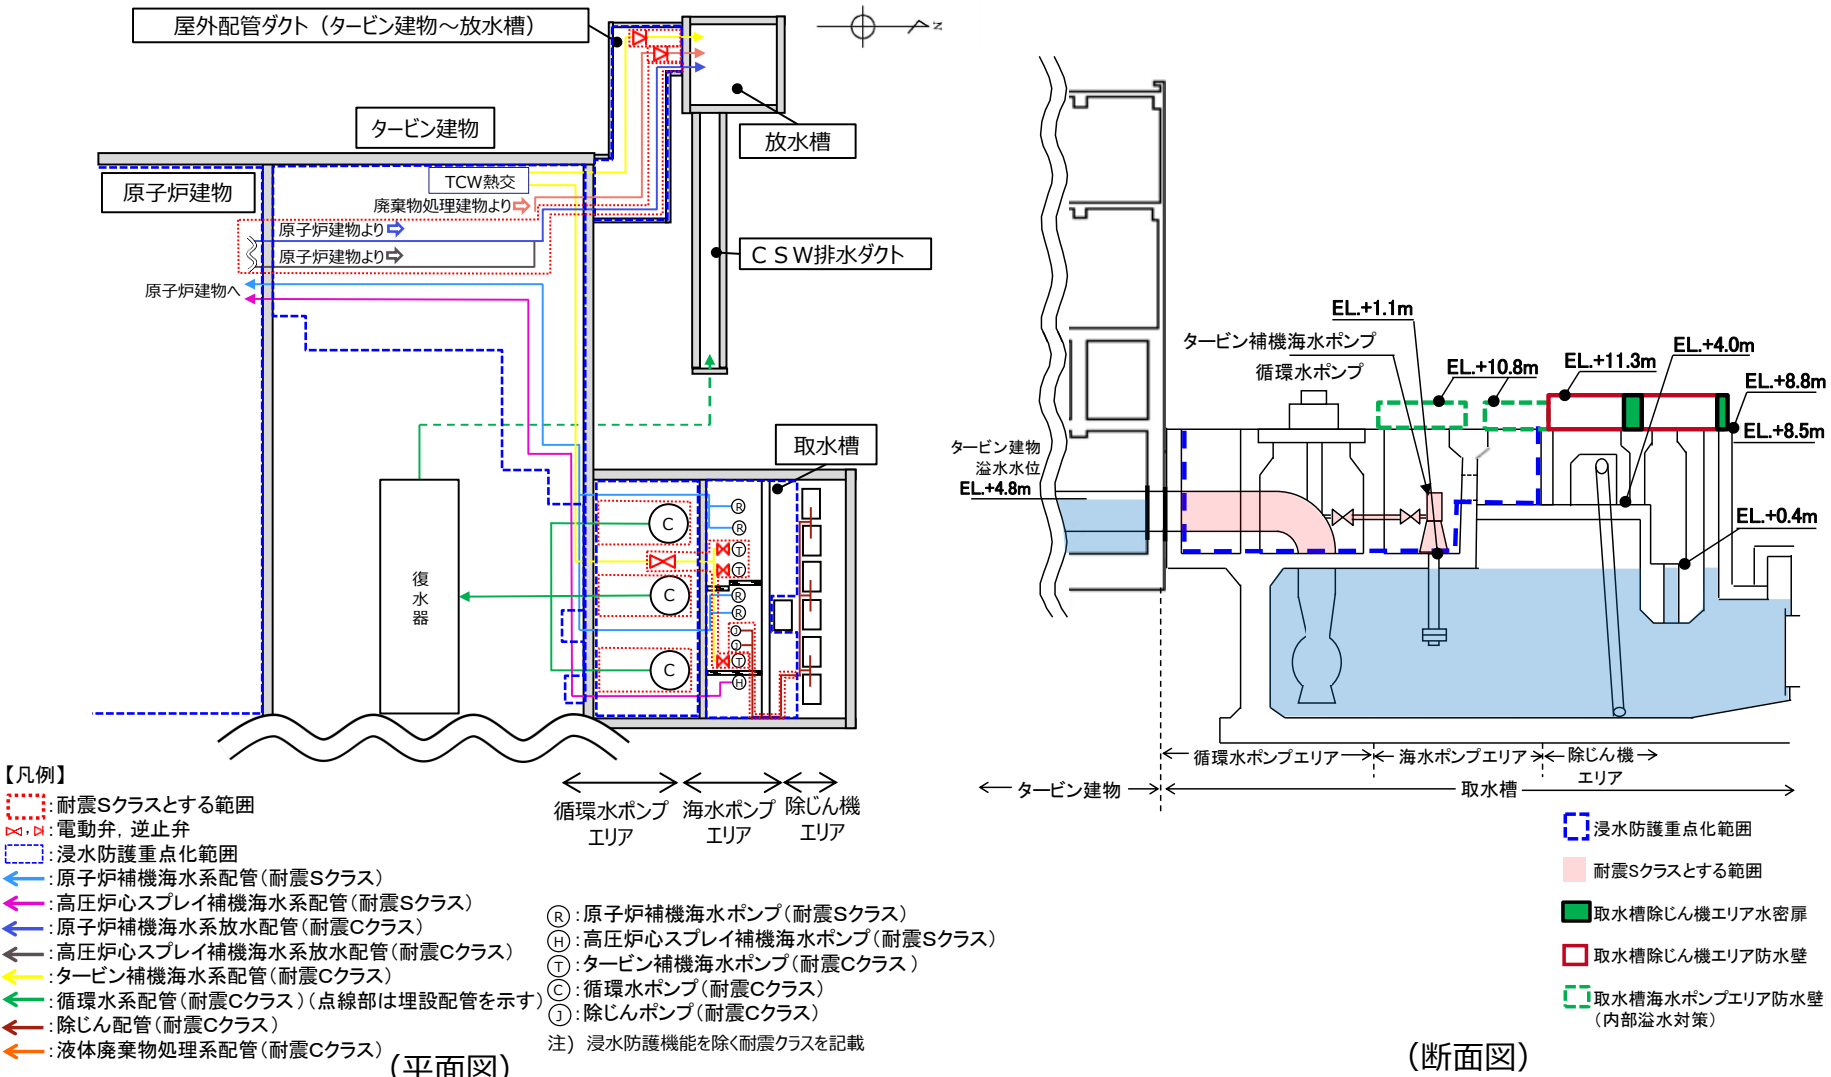 屋外配管ダクト（タービン建物～放水槽）
N
タービン建物
放水槽
原子炉建物
TCW熱交
廃棄物処理建物より
原子炉建物より
原子炉建物より
ＣＳＷ排水ダクト
原子炉建物へ
取水槽
復水器
C
C
C
R
R
T
T
R
R
J
J
T
H
循環水ポンプ
エリア
海水ポンプ
エリア
除じん機
エリア
【凡例】
：耐震Sクラスとする範囲
，：電動弁，逆止弁
：浸水防護重点化範囲
：原子炉補機海水系配管（耐震Sクラス）
：高圧炉心スプレイ補機海水系配管（耐震Sクラス）
：原子炉補機海水系放水配管（耐震Cクラス）
：高圧炉心スプレイ補機海水系放水配管（耐震Cクラス）
：タービン補機海水系配管（耐震Cクラス）
：循環水系配管（耐震Cクラス）（点線部は埋設配管を示す）
：除じん配管（耐震Cクラス）
：液体廃棄物処理系配管（耐震Cクラス）
Ⓡ：原子炉補機海水ポンプ（耐震Sクラス）
Ⓗ：高圧炉心スプレイ補機海水ポンプ（耐震Sクラス）
Ⓣ：タービン補機海水ポンプ（耐震Cクラス）
Ⓒ：循環水ポンプ（耐震Cクラス）
Ⓙ：除じんポンプ（耐震Cクラス）
注）浸水防護機能を除く耐震クラスを記載
（平面図）
EL.+1.1m
タービン補機海水ポンプ
循環水ポンプ
EL.+10.8m
EL.+11.3m
EL.+4.0m
EL.+8.8m
EL.+8.5m
タービン建物
溢水水位
EL.+4.8m
EL.+0.4m
循環水ポンプエリア
海水ポンプエリア
除じん機
エリア
タービン建物
取水槽
浸水防護重点化範囲
耐震Sクラスとする範囲
取水槽除じん機エリア水密扉
取水槽除じん機エリア防水壁
取水槽海水ポンプエリア防水壁
（内部溢水対策）
（断面図）